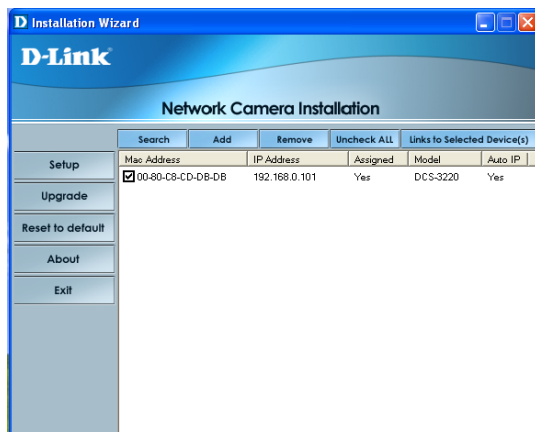 D Installation Wizard
D-Link
Network Camera Installation
Search Add Remove Uncheck ALL Links to Selected Device(s)
Mac Address IP Address Assigned Model Auto IP
00-80-C8-CD-DB-DB 192.168.0.101 Yes DCS-3220 Yes
Setup
Upgrade
Reset to default
About
Exit